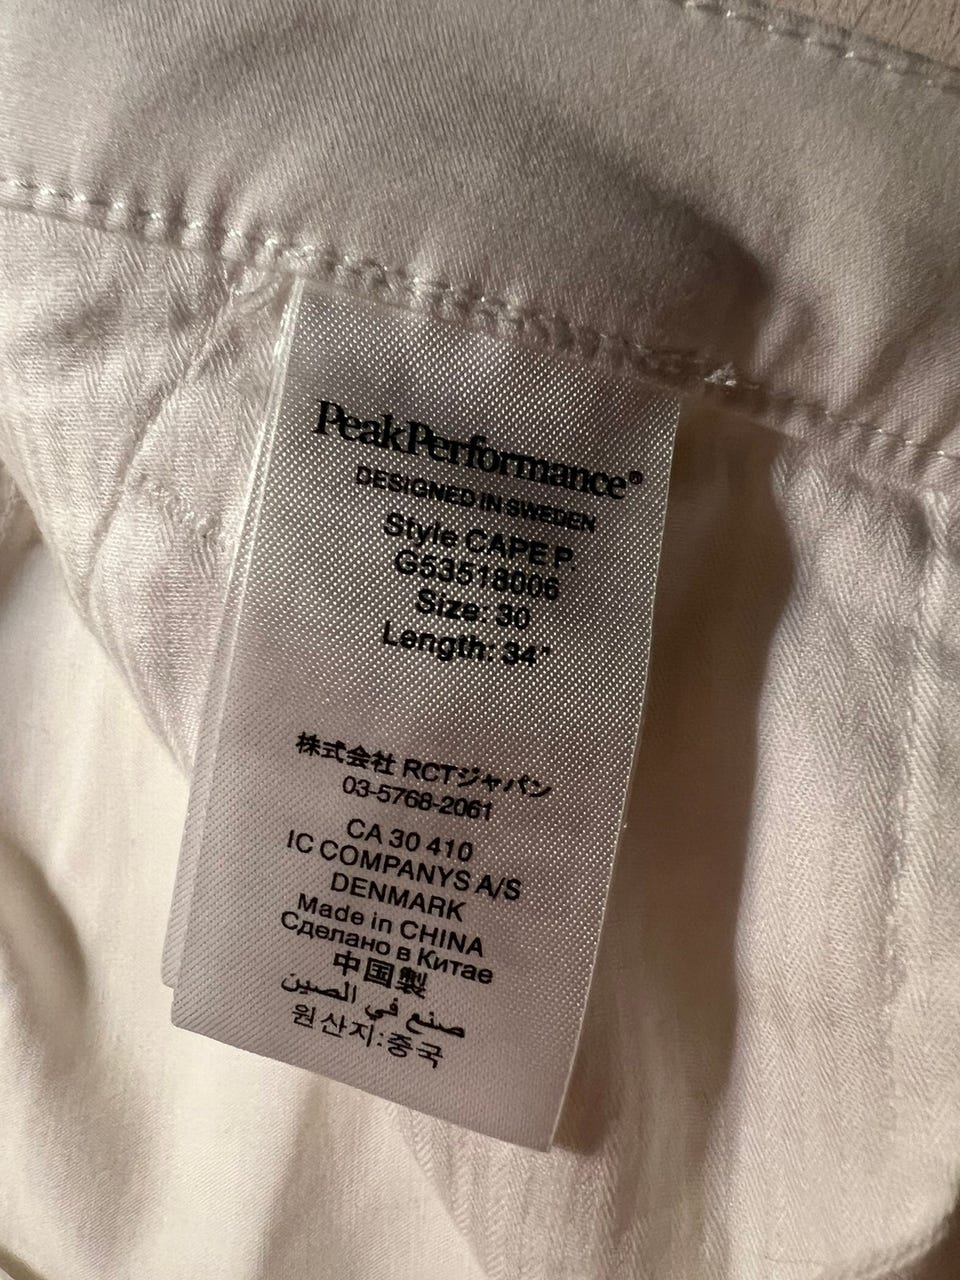 PeakPerformance®
DESIGNED IN SWEDEN
Style CAPE P
G53518006
Size: 30
Length: 34"
株式会社 RCTジャパン
03-5768-2061
CA 30 410
IC COMPANYS A/S
DENMARK
Made in CHINA
Сделано в Китае
中国製
صنع في الصين
원산지:중국